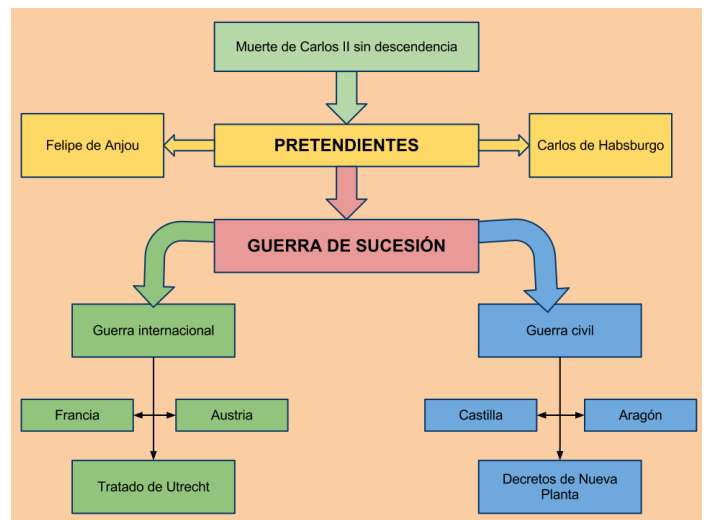 Muerte de Carlos II sin descendencia
Felipe de Anjou
PRETENDIENTES
Carlos de Habsburgo
GUERRA DE SUCESIÓN
Guerra internacional
Guerra civil
Francia
Austria
Castilla
Aragón
Tratado de Utrecht
Decretos de Nueva
Planta